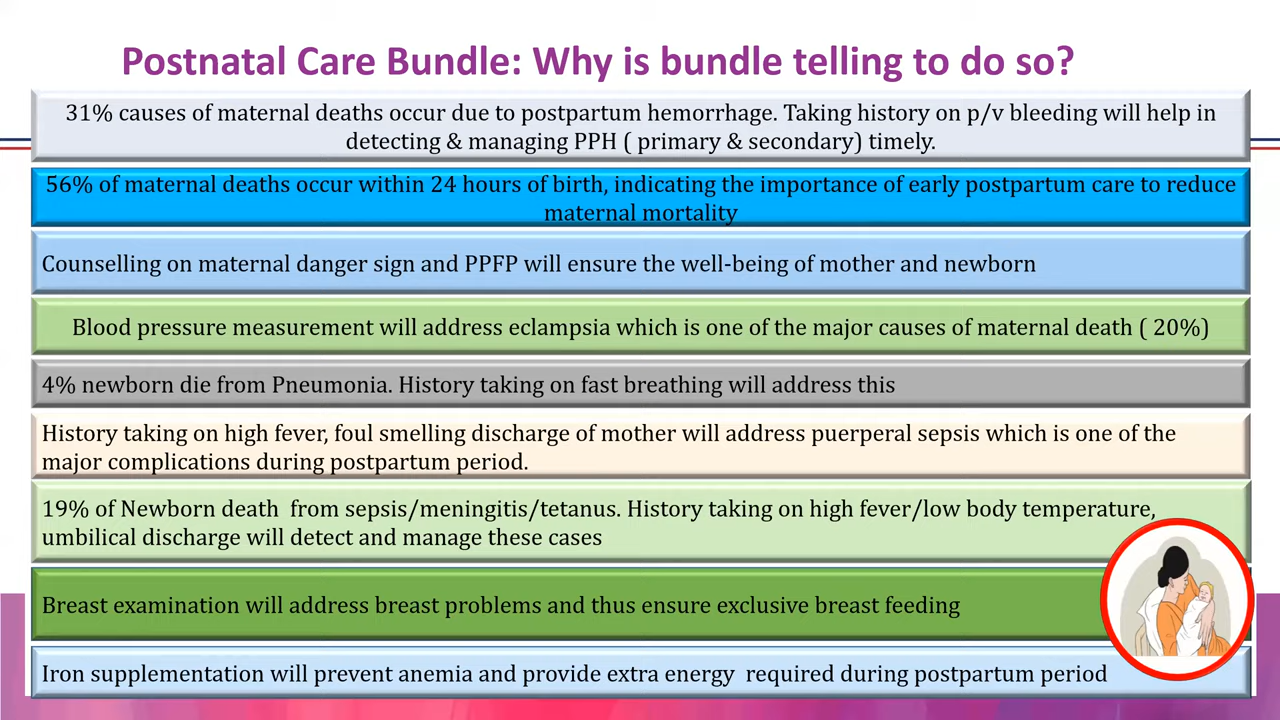 Postnatal Care Bundle: Why is bundle telling to do so?
31% causes of maternal deaths occur due to postpartum hemorrhage. Taking history on p/v bleeding will help in
detecting & managing PPH ( primary & secondary) timely.
56% of maternal deaths occur within 24 hours of birth, indicating the importance of early postpartum care to reduce
maternal mortality
Counselling on maternal danger sign and PPFP will ensure the well-being of mother and newborn
Blood pressure measurement will address eclampsia which is one of the major causes of maternal death ( 20%)
4% newborn die from Pneumonia. History taking on fast breathing will address this
History taking on high fever, foul smelling discharge of mother will address puerperal sepsis which is one of the
major complications during postpartum period.
19% of Newborn death  from sepsis/meningitis/tetanus. History taking on high fever/low body temperature,
umbilical discharge will detect and manage these cases
Breast examination will address breast problems and thus ensure exclusive breast feeding
Iron supplementation will prevent anemia and provide extra energy  required during postpartum period